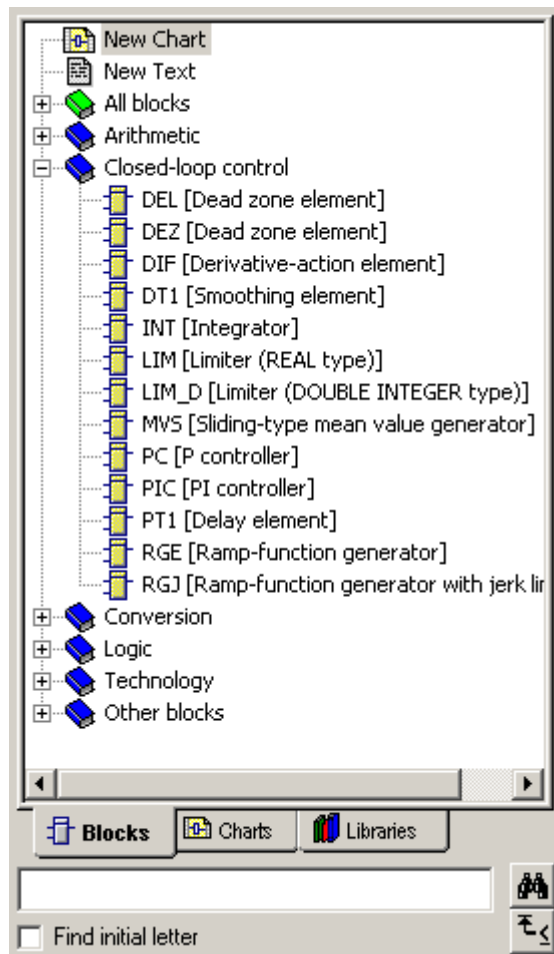 New Chart
New Text
All blocks
Arithmetic
Closed-loop control
DEL [Dead zone element]
DEZ [Dead zone element]
DIF [Derivative-action element]
DT1 [Smoothing element]
INT [Integrator]
LIM [Limiter (REAL type)]
LIM_D [Limiter (DOUBLE INTEGER type)]
MVS [Sliding-type mean value generator]
PC [P controller]
PIC [PI controller]
PT1 [Delay element]
RGE [Ramp-function generator]
RGJ [Ramp-function generator with jerk
Conversion
Logic
Technology
Other blocks
Blocks Charts Libraries
Find initial letter